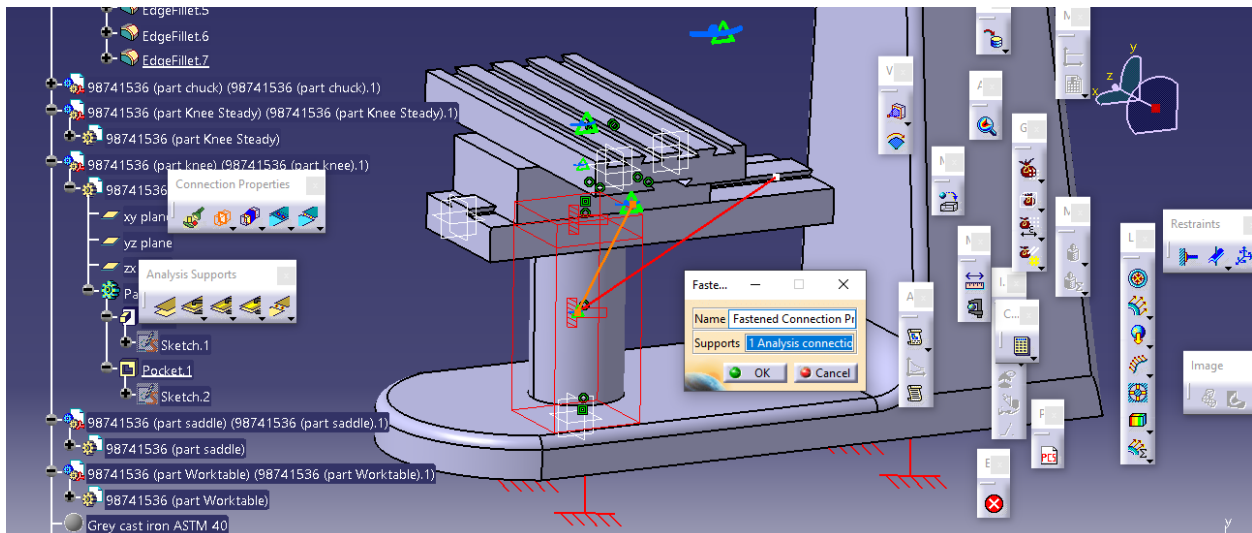 EdgeFillet.5
EdgeFillet.6
EdgeFillet.7
98741536 (part chuck) (98741536 (part chuck).1)
98741536 (part Knee Steady) (98741536 (part Knee Steady).1)
98741536 (part Knee Steady)
98741536 (part knee) (98741536 (part knee).1)
98741536
Connection Properties
xy plane
yz plane
zx
Analysis Supports
Pa
Sketch.1
Pocket.1
Sketch.2
98741536 (part saddle) (98741536 (part saddle).1)
98741536 (part saddle)
98741536 (part Worktable) (98741536 (part Worktable).1)
98741536 (part Worktable)
Grey cast iron ASTM 40
Faste...
Name Fastened Connection Pr
Supports 1 Analysis connectio
OK Cancel
V
A
G
M
M
M
M
A
I.
C...
P
PCS
E
L
Restraints
Image
y
z
x
y